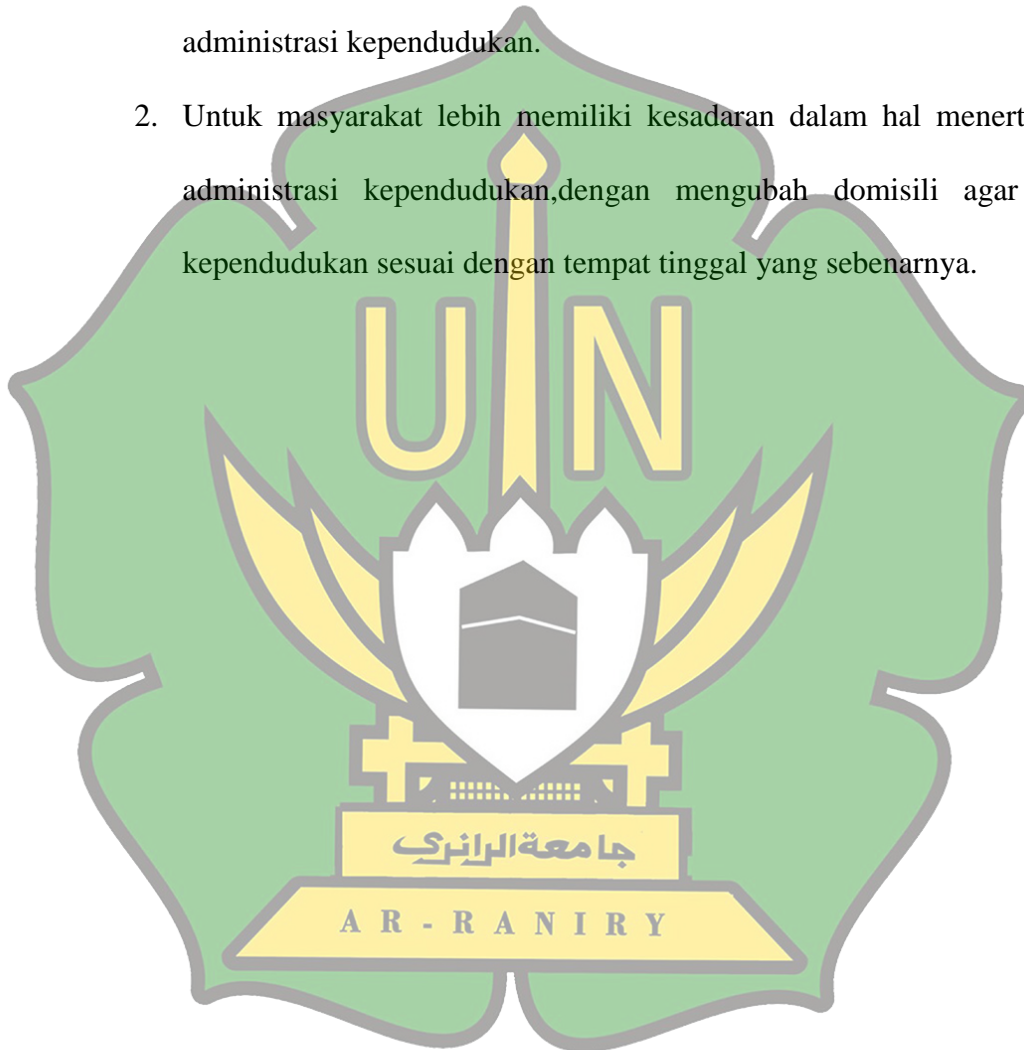 administrasi kependudukan.
2. Untuk masyarakat lebih memiliki kesadaran dalam hal menert
administrasi kependudukan,dengan mengubah domisili agar
kependudukan sesuai dengan tempat tinggal yang sebenarnya.
UIN
جامعة الرانري
AR-RANIRY